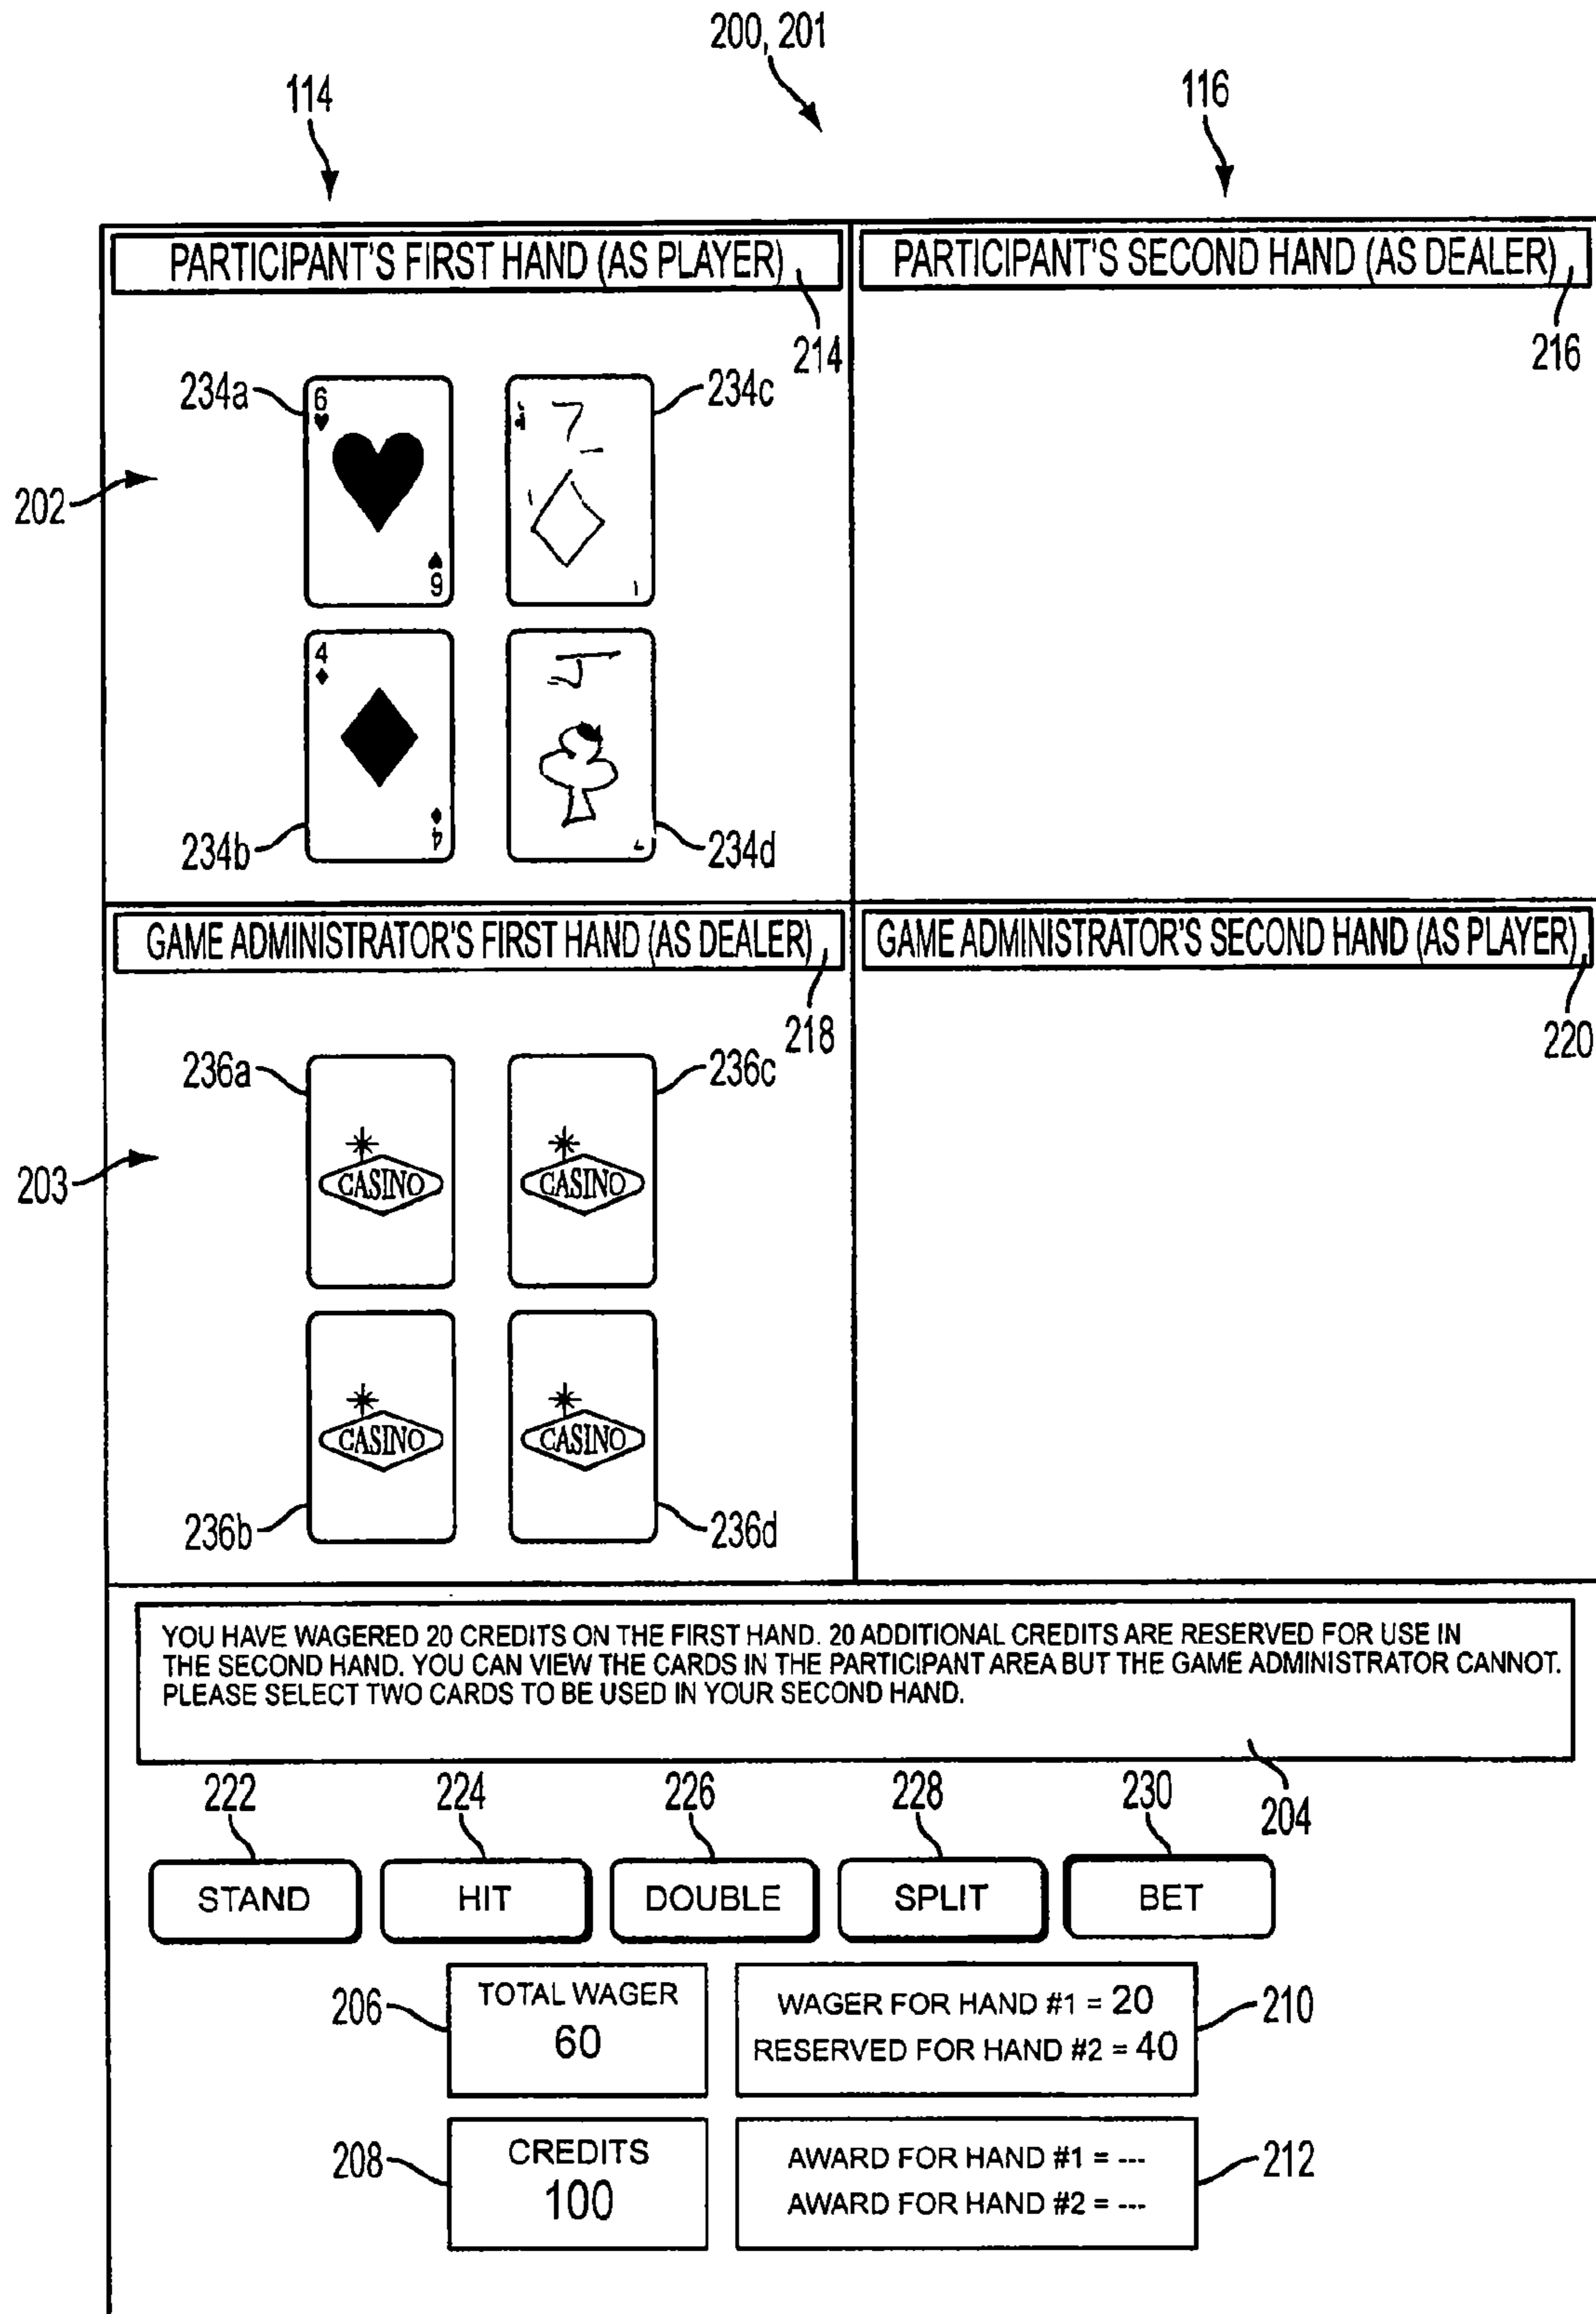 200, 201
114
116
PARTICIPANT'S FIRST HAND (AS PLAYER)
PARTICIPANT'S SECOND HAND (AS DEALER)
214
216
234a
6
6
234c
7
202
4
4
234b
J
234d
GAME ADMINISTRATOR'S FIRST HAND (AS DEALER)
GAME ADMINISTRATOR'S SECOND HAND (AS PLAYER)
218
220
236a
CASINO
236c
CASINO
203
236b
CASINO
236d
CASINO
YOU HAVE WAGERED 20 CREDITS ON THE FIRST HAND. 20 ADDITIONAL CREDITS ARE RESERVED FOR USE IN
THE SECOND HAND. YOU CAN VIEW THE CARDS IN THE PARTICIPANT AREA BUT THE GAME ADMINISTRATOR CANNOT.
PLEASE SELECT TWO CARDS TO BE USED IN YOUR SECOND HAND.
204
222
224
226
228
230
STAND
HIT
DOUBLE
SPLIT
BET
206
TOTAL WAGER
60
WAGER FOR HAND #1 = 20
RESERVED FOR HAND #2 = 40
210
208
CREDITS
100
AWARD FOR HAND #1 = ---
AWARD FOR HAND #2 = ---
212